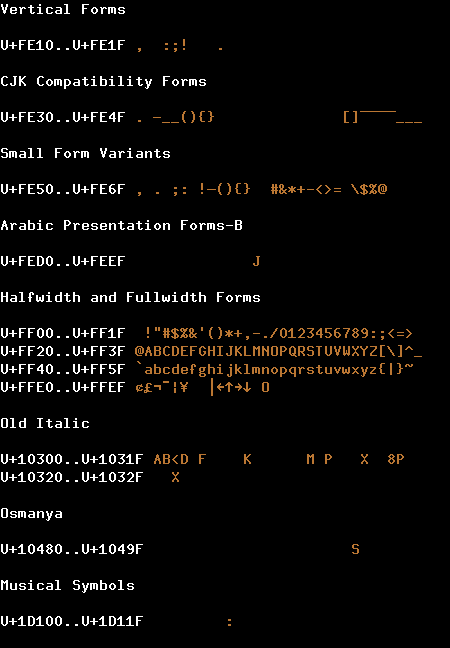 Vertical Forms
U+FE10..U+FE1F ,  :;!   .
CJK Compatibility Forms
U+FE30..U+FE4F . —__(){}              []¯¯¯¯___
Small Form Variants
U+FE50..U+FE6F , . ;: !—(){}  #&*+-<>= \$%@
Arabic Presentation Forms-B
U+FED0..U+FEEF              J
Halfwidth and Fullwidth Forms
U+FF00..U+FF1F  !"#$%&'()*+,-./0123456789:;<=>
U+FF20..U+FF3F @ABCDEFGHIJKLMNOPQRSTUVWXYZ[\]^_
U+FF40..U+FF5F `abcdefghijklmnopqrstuvwxyz{|}~
U+FFE0..U+FFEF ¢£¬¯¦¥  │←↑→↓ O
Old Italic
U+10300..U+1031F AB<D F    K      M P   X  8P
U+10320..U+1032F   X
Osmanya
U+10480..U+1049F                       S
Musical Symbols
U+1D100..U+1D11F         :